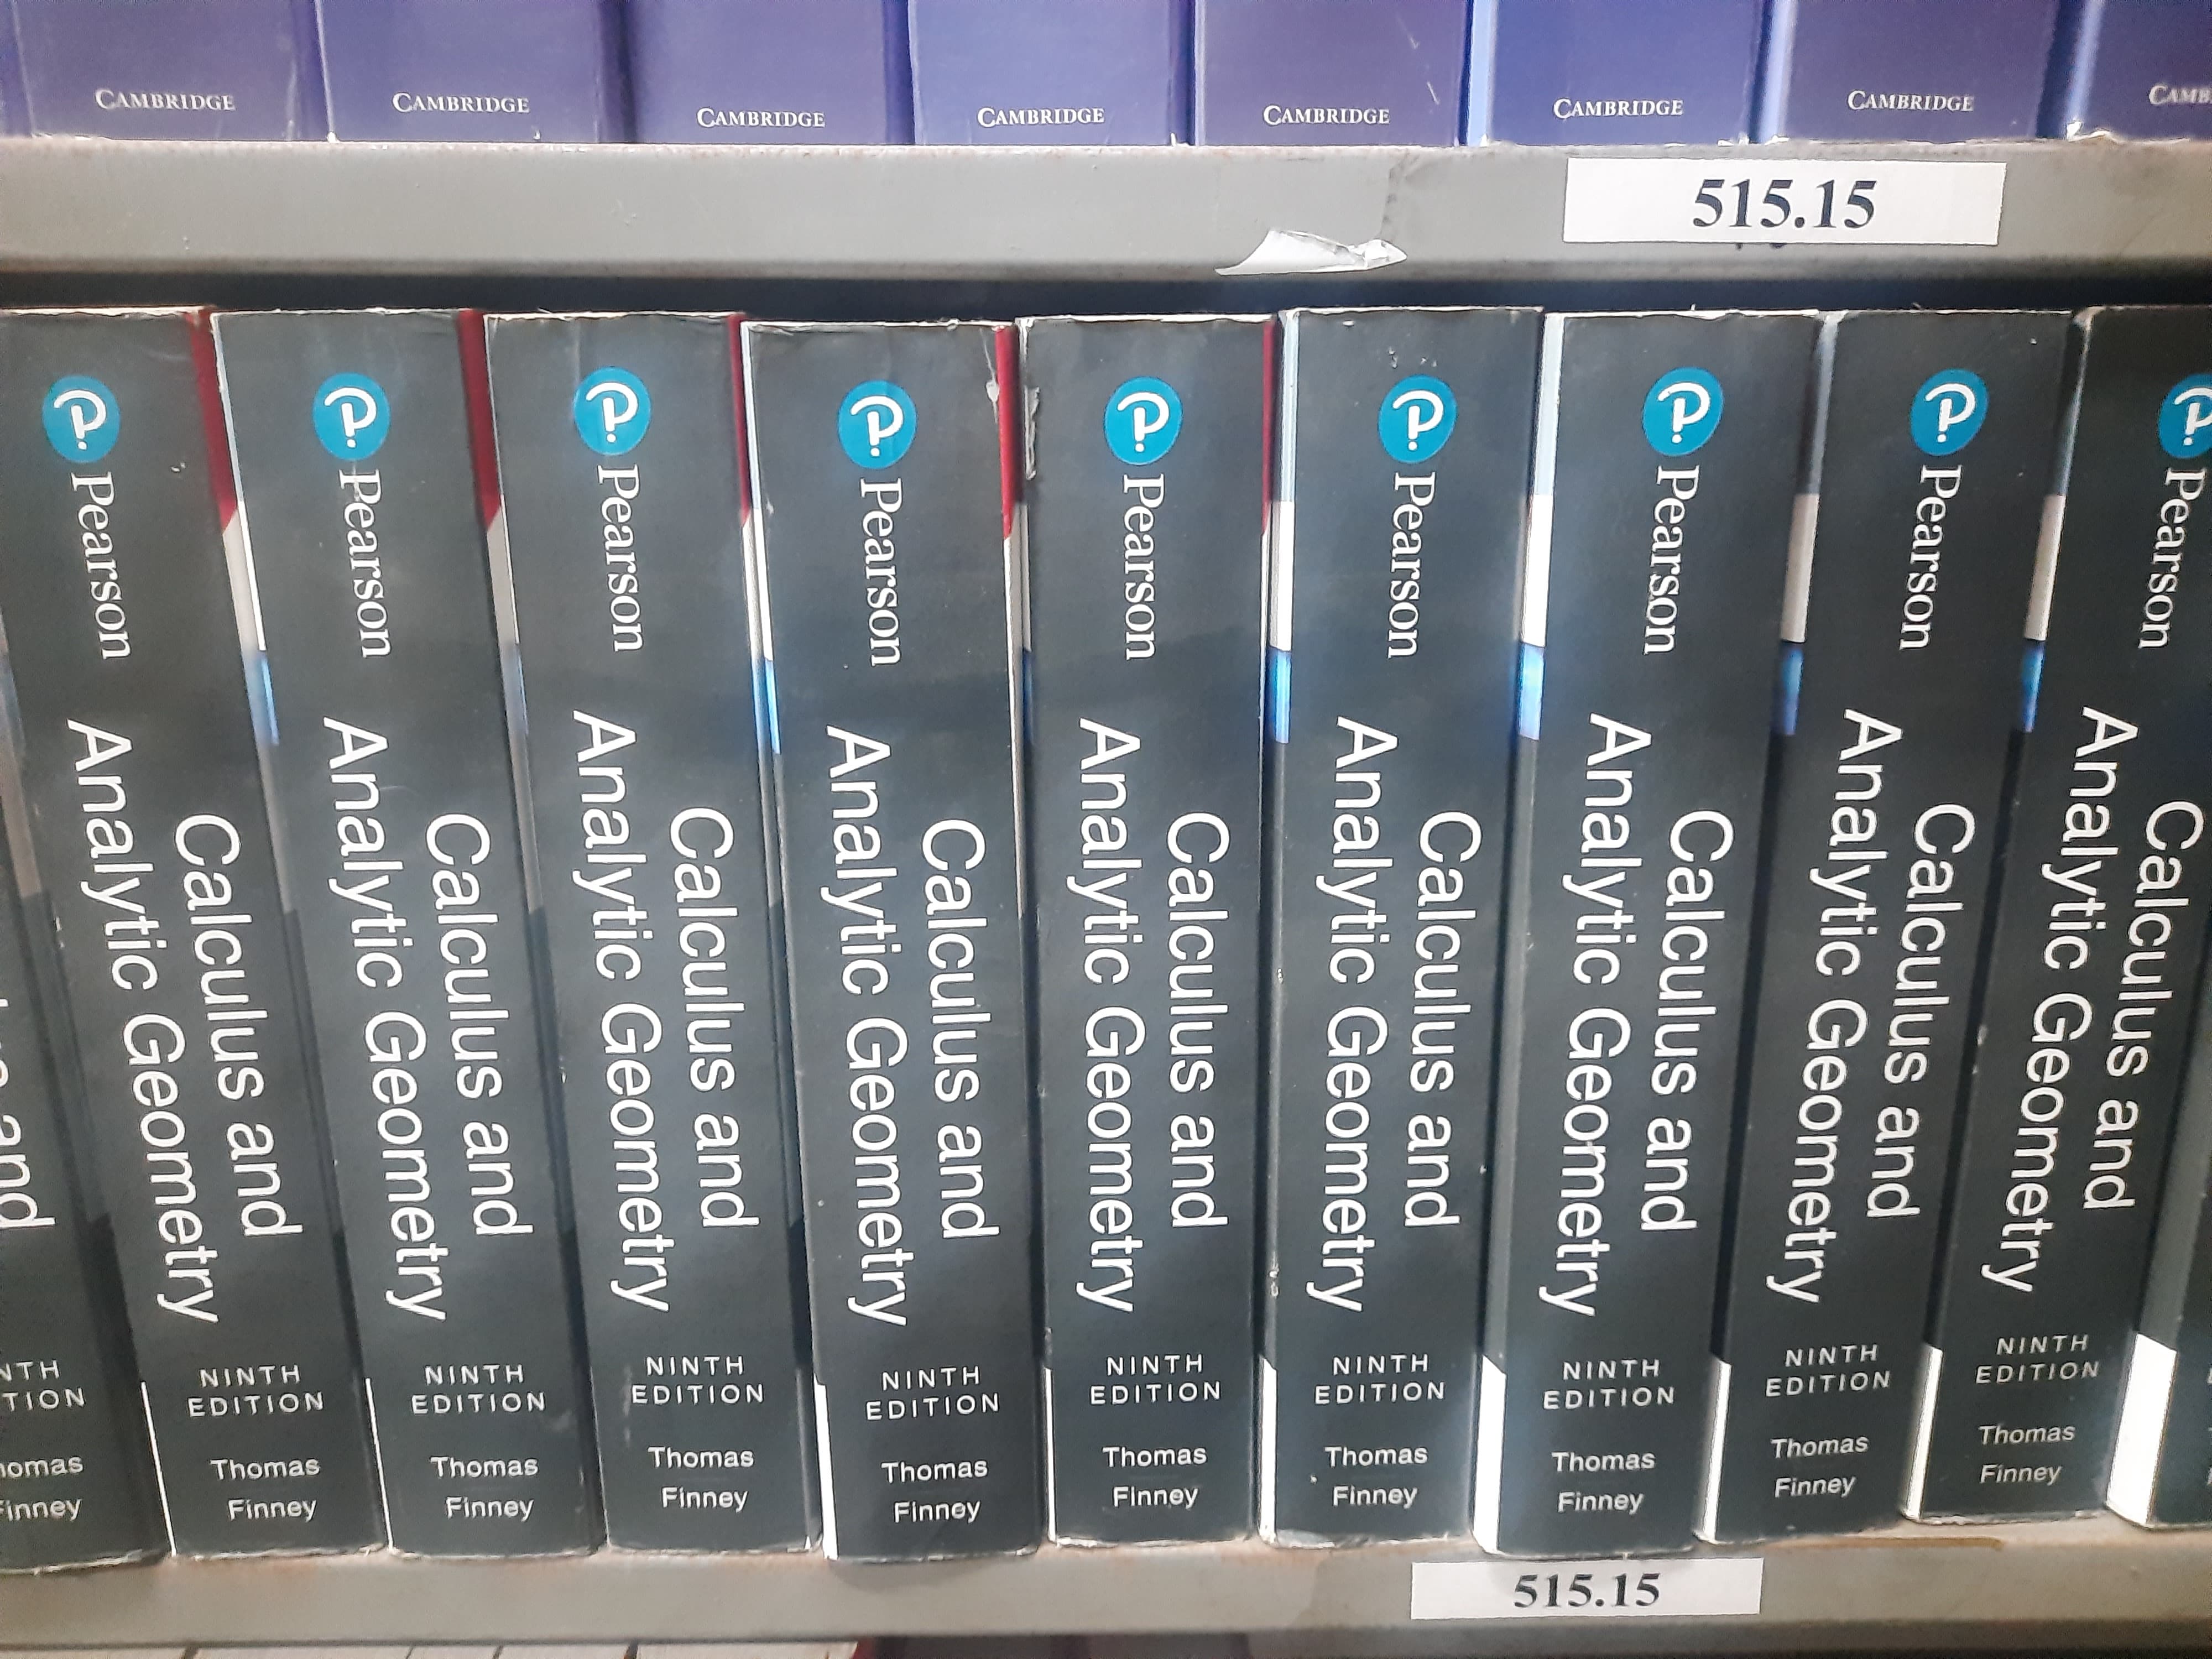 CAMBRIDGE
CAMBRIDGE
CAMBRIDGE
CAMBRIDGE
CAMBRIDGE
CAMBRIDGE
CAMBRIDGE
CAMB
515.15
and
Pearson
Calculus and
Analytic Geometry
NINTH
EDITION
Thomas
Finney
Pearson
Calculus and
Analytic Geometry
NINTH
EDITION
Thomas
Finney
Pearson
Calculus and
Analytic Geometry
NINTH
EDITION
Thomas
Finney
Pearson
Calculus and
Analytic Geometry
NINTH
EDITION
Thomas
Finney
Pearson
Calculus and
Analytic Geometry
NINTH
EDITION
Thomas
Finney
Pearson
Calculus and
Analytic Geometry
NINTH
EDITION
Thomas
Finney
Pearson
Calculus and
Analytic Geometry
NINTH
EDITION
Thomas
Finney
Pearson
Calculus and
Analytic Geometry
NINTH
EDITION
Thomas
Finney
Pearson
Calculus and
Analytic Geometry
NINTH
EDITION
Thomas
Finney
515.15